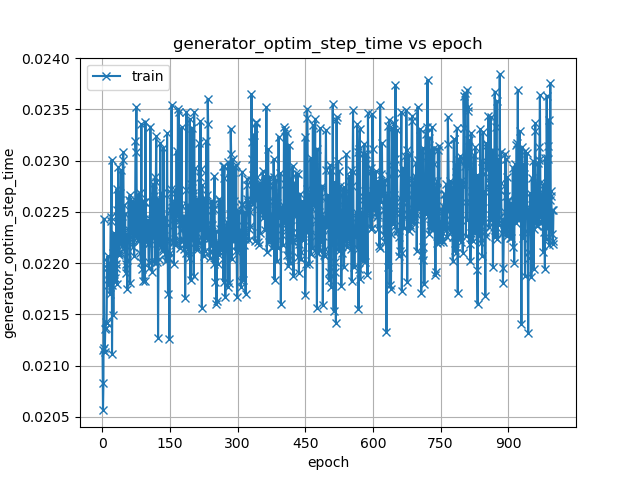 generator_optim_step_time vs epoch
train
generator_optim_step_time
0.0240
0.0235
0.0230
0.0225
0.0220
0.0215
0.0210
0.0205
0 150 300 450 600 750 900
epoch